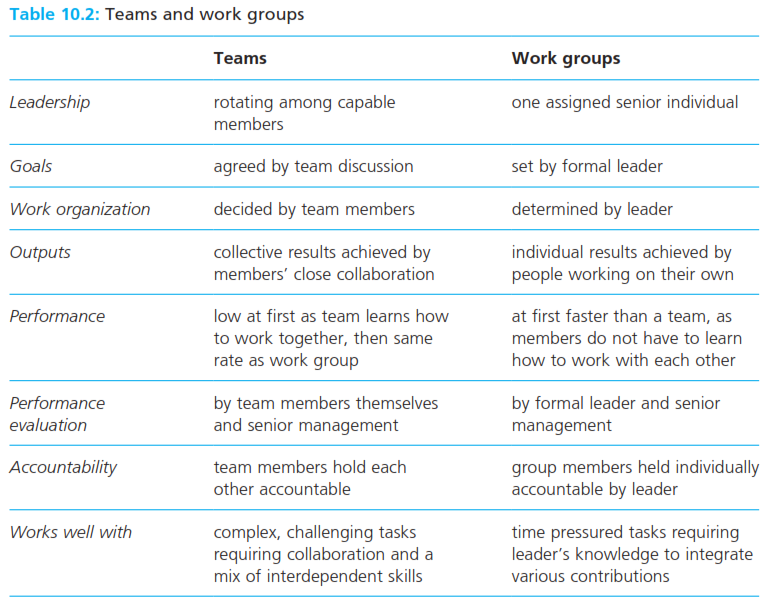 Table 10.2: Teams and work groups
Teams Work groups
Leadership rotating among capable one assigned senior individual
members
Goals agreed by team discussion set by formal leader
Work organization decided by team members determined by leader
Outputs collective results achieved by individual results achieved by
members’ close collaboration people working on their own
Performance low at first as team learns how at first faster than a team, as
to work together, then same members do not have to learn
rate as work group how to work with each other
Performance by team members themselves by formal leader and senior
evaluation and senior management management
Accountability team members hold each group members held individually
other accountable accountable by leader
Works well with complex, challenging tasks time pressured tasks requiring
requiring collaboration and a leader’s knowledge to integrate
mix of interdependent skills various contributions